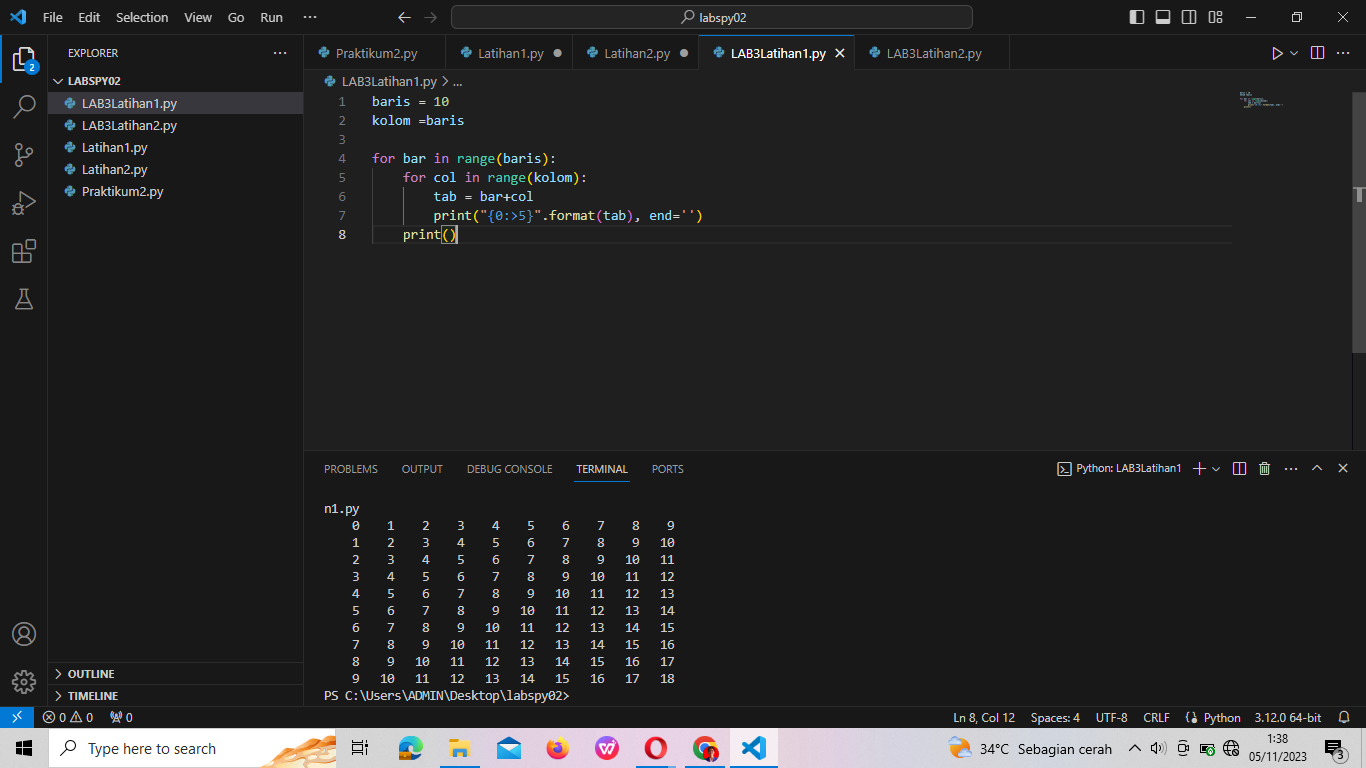 File Edit Selection View Go Run ··· labspy02
EXPLORER ···
LABSPY02
LAB3Latihan1.py
LAB3Latihan2.py
Latihan1.py
Latihan2.py
Praktikum2.py
OUTLINE
TIMELINE
2
Praktikum2.py Latihan1.py Latihan2.py LAB3Latihan1.py LAB3Latihan2.py
LAB3Latihan1.py > ...
1 baris = 10
2 kolom =baris
3
4 for bar in range(baris):
5     for col in range(kolom):
6         tab = bar+col
7         print("{0:>5}".format(tab), end='')
8     print()
PROBLEMS OUTPUT DEBUG CONSOLE TERMINAL PORTS Python: LAB3Latihan1
n1.py
    0    1    2    3    4    5    6    7    8    9
    1    2    3    4    5    6    7    8    9   10
    2    3    4    5    6    7    8    9   10   11
    3    4    5    6    7    8    9   10   11   12
    4    5    6    7    8    9   10   11   12   13
    5    6    7    8    9   10   11   12   13   14
    6    7    8    9   10   11   12   13   14   15
    7    8    9   10   11   12   13   14   15   16
    8    9   10   11   12   13   14   15   16   17
    9   10   11   12   13   14   15   16   17   18
PS C:\Users\ADMIN\Desktop\labspy02>
0 0 0 Ln 8, Col 12 Spaces: 4 UTF-8 CRLF Python 3.12.0 64-bit
Type here to search 34°C Sebagian cerah 1:38
05/11/2023 3